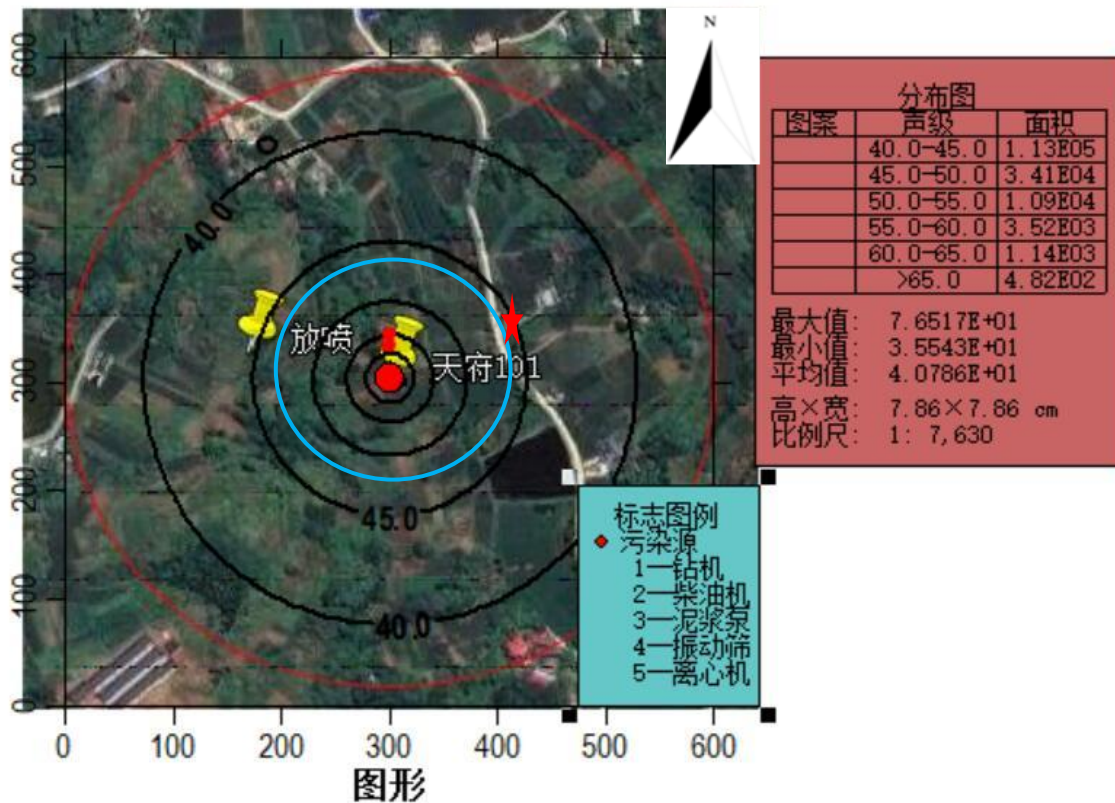 N
600
500
400
300
200
100
0
0 100 200 300 400 500 600
图形
40.0
放喷
天府101
45.0
40.0
分布图
图案 声级 面积
40.0-45.0 1.13E05
45.0-50.0 3.41E04
50.0-55.0 1.09E04
55.0-60.0 3.52E03
60.0-65.0 1.14E03
>65.0 4.82E02
最大值: 7.6517E+01
最小值: 3.5543E+01
平均值: 4.0786E+01
高×宽: 7.86×7.86 cm
比例尺: 1: 7,630
标志图例
污染源
1—钻机
2—柴油机
3—泥浆泵
4—振动筛
5—离心机